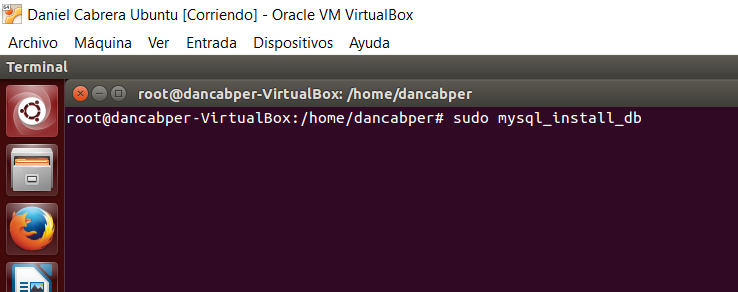 Daniel Cabrera Ubuntu [Corriendo] - Oracle VM VirtualBox
Archivo Máquina Ver Entrada Dispositivos Ayuda
Terminal
root@dancabper-VirtualBox: /home/dancabper
root@dancabper-VirtualBox:/home/dancabper# sudo mysql_install_db